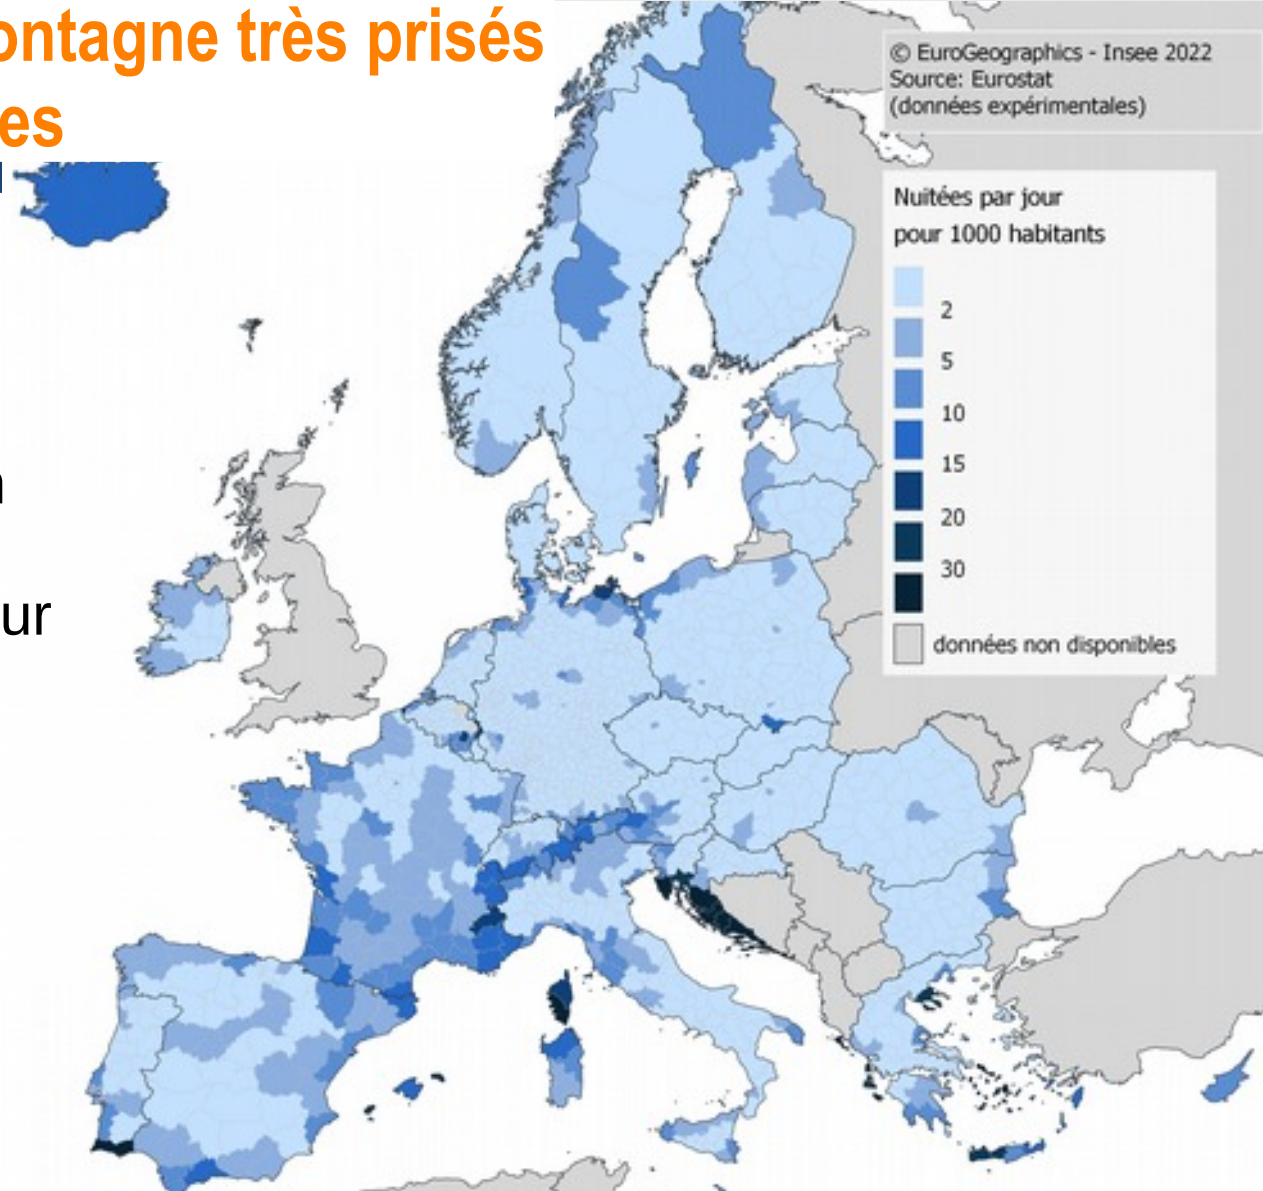 ontagne très prisés
es
ur
© EuroGeographics - Insee 2022
Source: Eurostat
(données expérimentales)
Nuitées par jour
pour 1000 habitants
2
5
10
15
20
30
données non disponibles